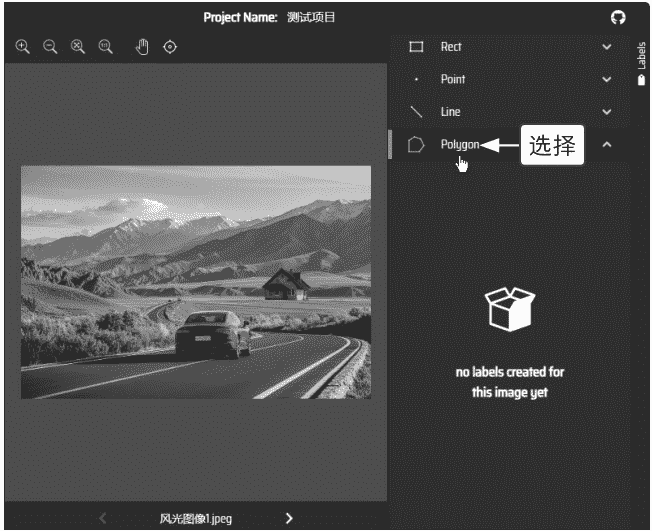 Project Name: 测试项目
Rect
Point
Line
Polygon
选择
Labels
no labels created for
this image yet
风光图像1.jpeg